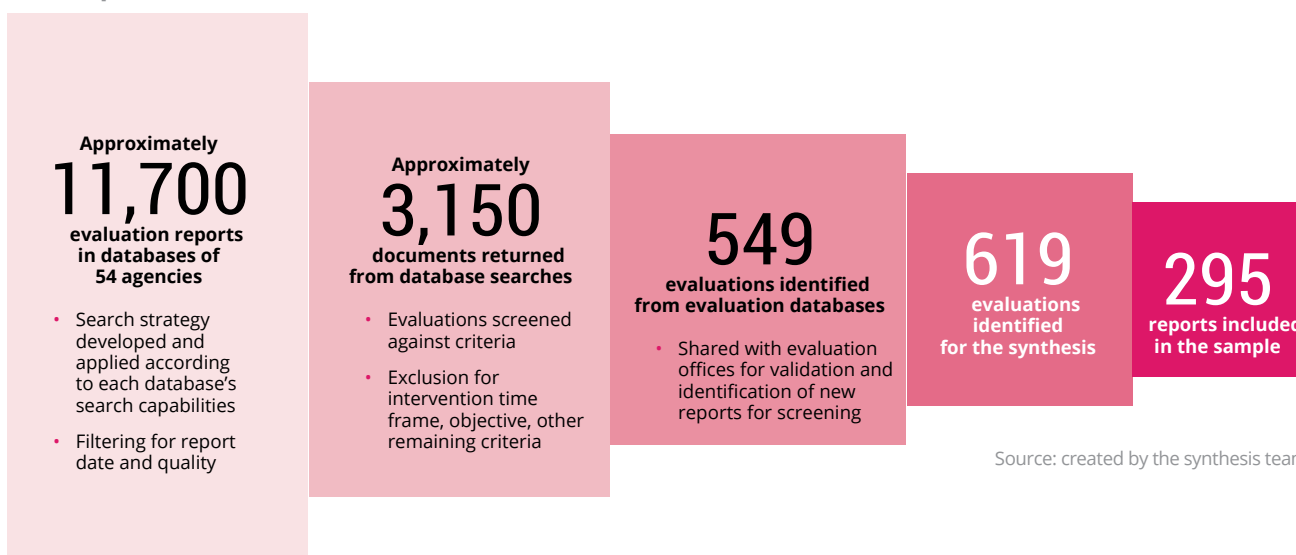 Approximately
11,700
evaluation reports
in databases of
54 agencies
• Search strategy
developed and
applied according
to each database's
search capabilities
• Filtering for report
date and quality
Approximately
3,150
documents returned
from database searches
• Evaluations screened
against criteria
• Exclusion for
intervention time
frame, objective, other
remaining criteria
549
evaluations identified
from evaluation databases
• Shared with evaluation
offices for validation and
identification of new
reports for screening
619
evaluations
identified
for the synthesis
295
reports included
in the sample
Source: created by the synthesis team